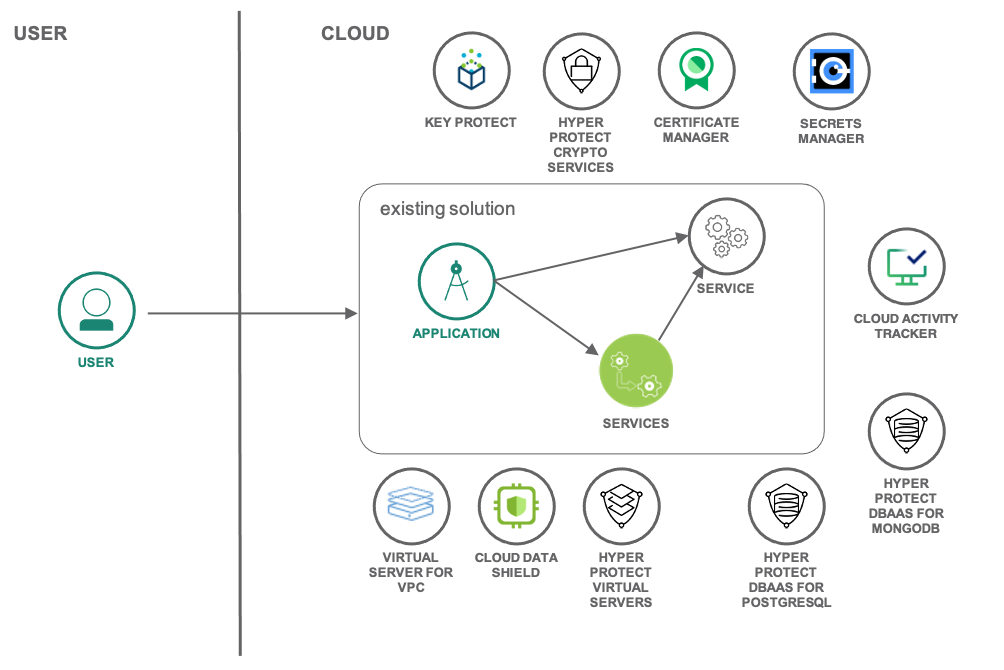 USER
CLOUD
KEY PROTECT
HYPER
PROTECT
CRYPTO
SERVICES
CERTIFICATE
MANAGER
SECRETS
MANAGER
existing solution
APPLICATION
SERVICE
SERVICES
USER
CLOUD ACTIVITY
TRACKER
HYPER
PROTECT
DBAAS FOR
MONGODB
VIRTUAL
SERVER FOR
VPC
CLOUD DATA
SHIELD
HYPER
PROTECT
VIRTUAL
SERVERS
HYPER
PROTECT
DBAAS FOR
POSTGRESQL